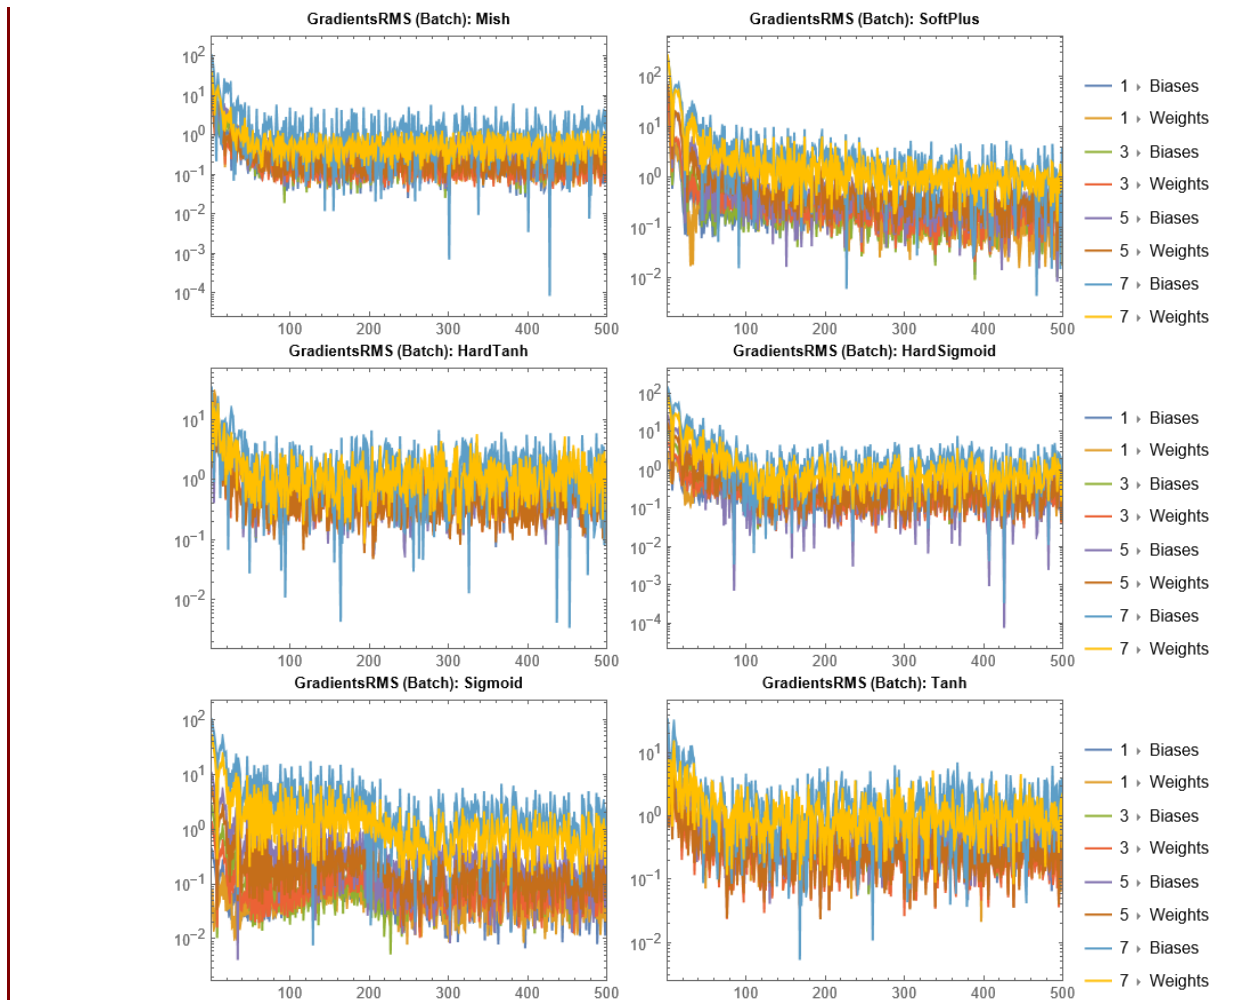 GradientsRMS (Batch): Mish
10^2
10^1
10^0
10^-1
10^-2
10^-3
10^-4
100 200 300 400 500
GradientsRMS (Batch): SoftPlus
10^2
10^1
10^0
10^-1
10^-2
100 200 300 400 500
1 ▸ Biases
1 ▸ Weights
3 ▸ Biases
3 ▸ Weights
5 ▸ Biases
5 ▸ Weights
7 ▸ Biases
7 ▸ Weights
GradientsRMS (Batch): HardTanh
10^1
10^0
10^-1
10^-2
100 200 300 400 500
GradientsRMS (Batch): HardSigmoid
10^2
10^1
10^0
10^-1
10^-2
10^-3
10^-4
100 200 300 400 500
1 ▸ Biases
1 ▸ Weights
3 ▸ Biases
3 ▸ Weights
5 ▸ Biases
5 ▸ Weights
7 ▸ Biases
7 ▸ Weights
GradientsRMS (Batch): Sigmoid
10^2
10^1
10^0
10^-1
10^-2
100 200 300 400 500
GradientsRMS (Batch): Tanh
10^1
10^0
10^-1
10^-2
100 200 300 400 500
1 ▸ Biases
1 ▸ Weights
3 ▸ Biases
3 ▸ Weights
5 ▸ Biases
5 ▸ Weights
7 ▸ Biases
7 ▸ Weights